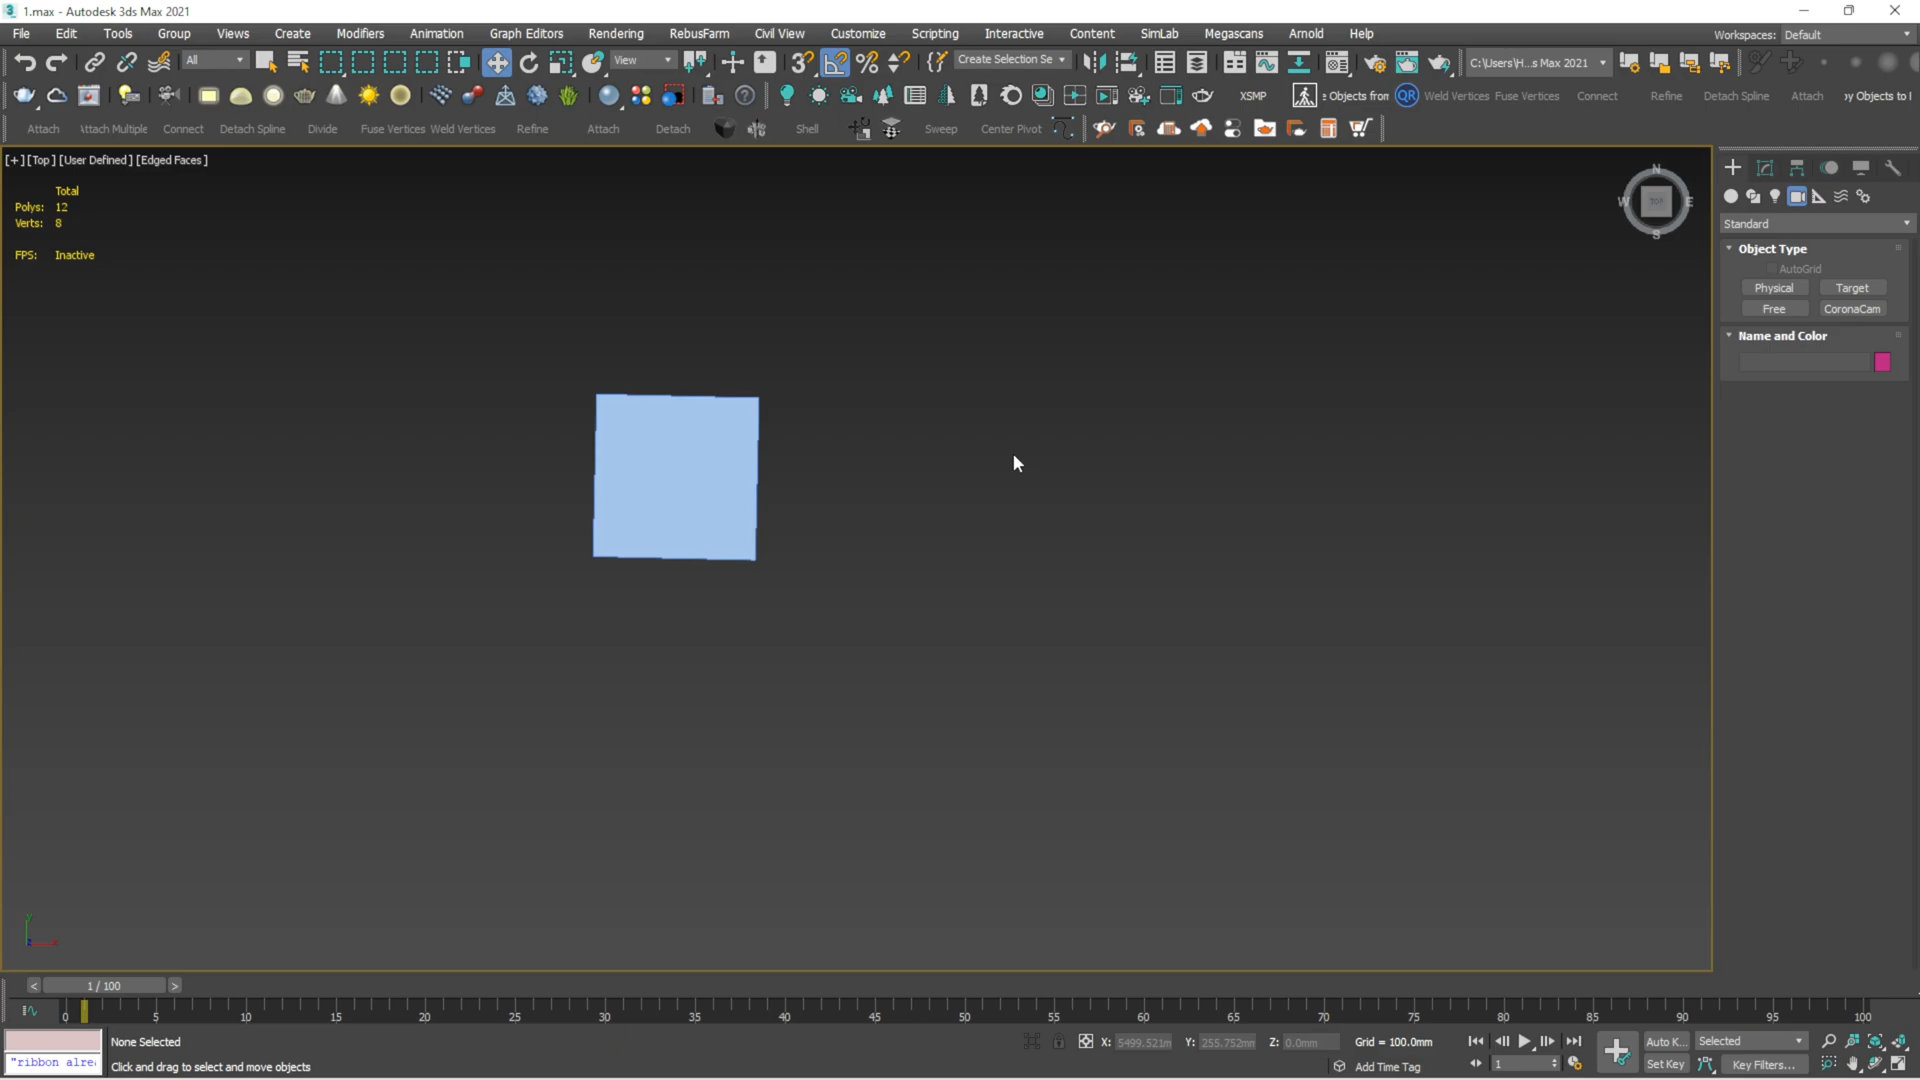 1.max - Autodesk 3ds Max 2021
File Edit Tools Group Views Create Modifiers Animation Graph Editors Rendering RebusFarm Civil View Customize Scripting Interactive Content SimLab Megascans Arnold Help Workspaces: Default
All View Create Selection Se C:\Users\H...s Max 2021
XSMP e Objects fron QR Weld Vertices Fuse Vertices Connect Refine Detach Spline Attach oy Objects to l
Attach Attach Multiple Connect Detach Spline Divide Fuse Vertices Weld Vertices Refine Attach Detach Shell Sweep Center Pivot
[+] [Top] [User Defined] [Edged Faces]
Total
Polys: 12
Verts: 8
FPS: Inactive
N
W TOP E
S
Standard
Object Type
AutoGrid
Physical Target
Free CoronaCam
Name and Color
y
z x
< 1 / 100 >
0 5 10 15 20 25 30 35 40 45 50 55 60 65 70 75 80 85 90 95 100
None Selected X: 5499.521m Y: 255.752mn Z: 0.0mm Grid = 100.0mm Auto K... Selected
"ribbon alre Click and drag to select and move objects Add Time Tag 1 Set Key Key Filters...